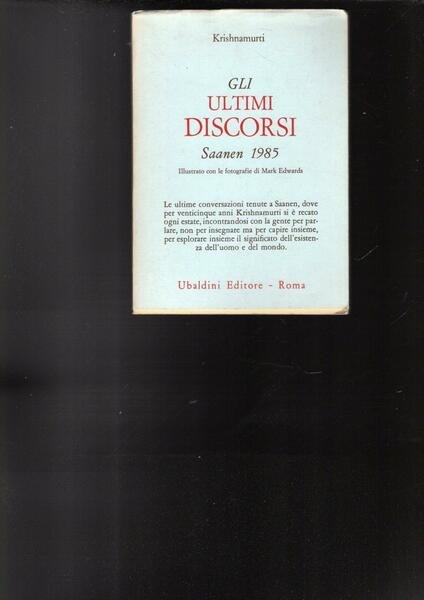 Krishnamurti
GLI
ULTIMI
DISCORSI
Saanen 1985
Illustrato con le fotografie di Mark Edwards
Le ultime conversazioni tenute a Saanen, dove
per venticinque anni Krishnamurti si è recato
ogni estate, incontrandosi con la gente per par-
lare, non per insegnare ma per capire insieme,
per esplorare insieme il significato dell'esisten-
za dell'uomo e del mondo.
Ubaldini Editore - Roma